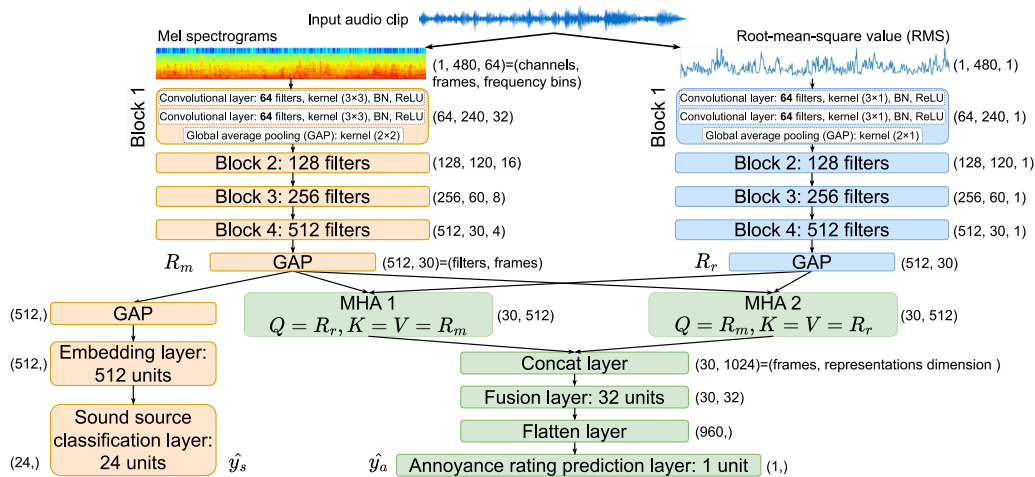 Input audio clip
Mel spectrograms
Root-mean-square value (RMS)
(1, 480, 64)=(channels,
frames, frequency bins)
(1, 480, 1)
Block 1
Convolutional layer: 64 filters, kernel (3×3), BN, ReLU
Convolutional layer: 64 filters, kernel (3×3), BN, ReLU
Global average pooling (GAP): kernel (2×2)
(64, 240, 32)
Block 1
Convolutional layer: 64 filters, kernel (3×1), BN, ReLU
Convolutional layer: 64 filters, kernel (3×1), BN, ReLU
Global average pooling (GAP): kernel (2×1)
(64, 240, 1)
Block 2: 128 filters
(128, 120, 16)
Block 2: 128 filters
(128, 120, 1)
Block 3: 256 filters
(256, 60, 8)
Block 3: 256 filters
(256, 60, 1)
Block 4: 512 filters
(512, 30, 4)
Block 4: 512 filters
(512, 30, 1)
R_m
GAP
(512, 30)=(filters, frames)
R_r
GAP
(512, 30)
(512,)
GAP
MHA 1
Q = R_r, K = V = R_m
(30, 512)
MHA 2
Q = R_m, K = V = R_r
(30, 512)
(512,)
Embedding layer:
512 units
Concat layer
(30, 1024)=(frames, representations dimension )
Fusion layer: 32 units
(30, 32)
Sound source
classification layer:
24 units
(24,)
ŷ_s
Flatten layer
(960,)
ŷ_a
Annoyance rating prediction layer: 1 unit
(1,)